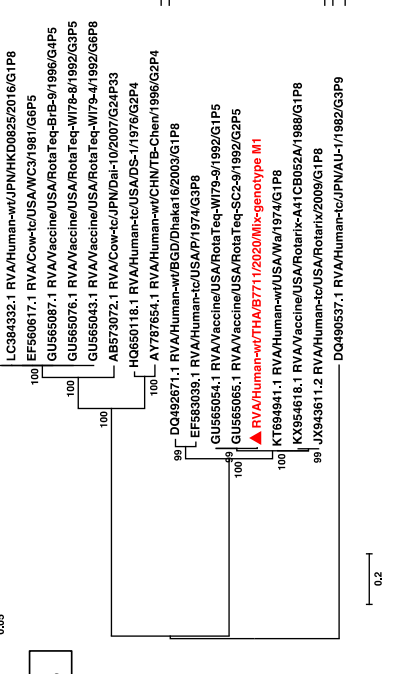 LC384332.1 RVA/Human-wt/JPN/HKD0825/2016/G1P8
EF560617.1 RVA/Cow-tc/USA/WC3/1981/G6P5
GU565087.1 RVA/Vaccine/USA/RotaTeq-BrB-9/1996/G4P5
GU565076.1 RVA/Vaccine/USA/RotaTeq-WI78-8/1992/G3P5
GU565043.1 RVA/Vaccine/USA/RotaTeq-WI79-4/1992/G6P8
AB573072.1 RVA/Cow-tc/JPN/Dai-10/2007/G24P33
HQ650118.1 RVA/Human-tc/USA/DS-1/1976/G2P4
AY787654.1 RVA/Human-wt/CHN/TB-Chen/1996/G2P4
DQ492671.1 RVA/Human-wt/BGD/Dhaka16/2003/G1P8
EF583039.1 RVA/Human-tc/USA/P/1974/G3P8
GU565054.1 RVA/Vaccine/USA/RotaTeq-WI79-9/1992/G1P5
GU565065.1 RVA/Vaccine/USA/RotaTeq-SC2-9/1992/G2P5
RVA/Human-wt/THA/B7711/2020/Mix-genotype M1
KT694941.1 RVA/Human-wt/USA/Wa/1974/G1P8
KX954618.1 RVA/Vaccine/USA/Rotarix-A41CB052A/1988/G1P8
JX943611.2 RVA/Human-tc/USA/Rotarix/2009/G1P8
DQ490537.1 RVA/Human-tc/JPN/AU-1/1982/G3P9
100
100
100
100
99
99
100
100
99
0.2
0.05